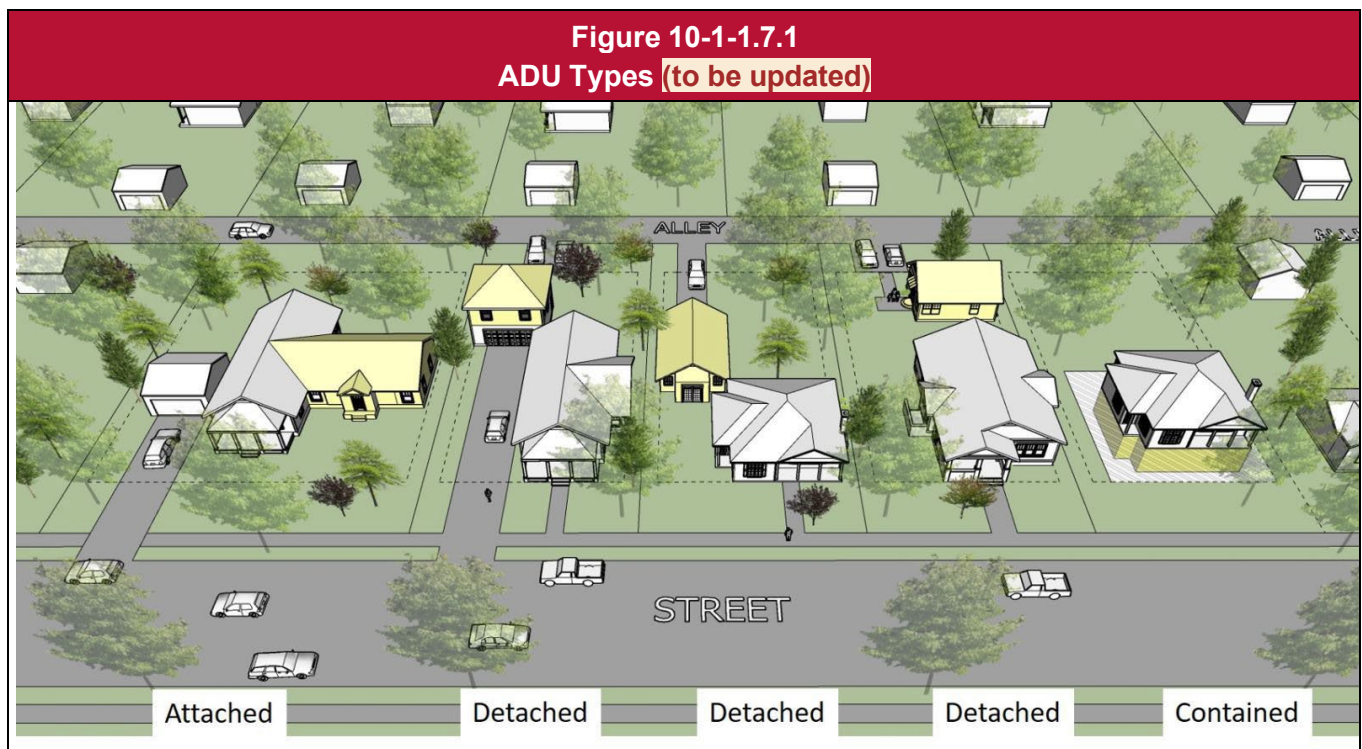 Figure 10-1-1.7.1
ADU Types (to be updated)
ALLEY
STREET
Attached Detached Detached Detached Contained